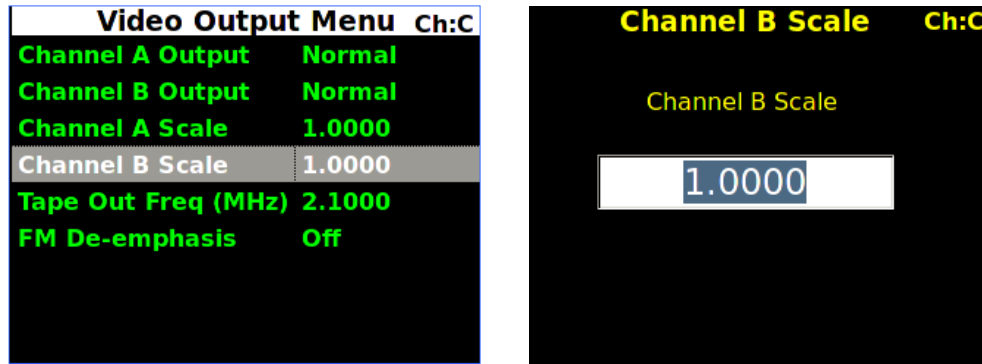 Video Output Menu Ch:C
Channel A Output Normal
Channel B Output Normal
Channel A Scale 1.0000
Channel B Scale 1.0000
Tape Out Freq (MHz) 2.1000
FM De-emphasis Off
Channel B Scale Ch:C
Channel B Scale
1.0000